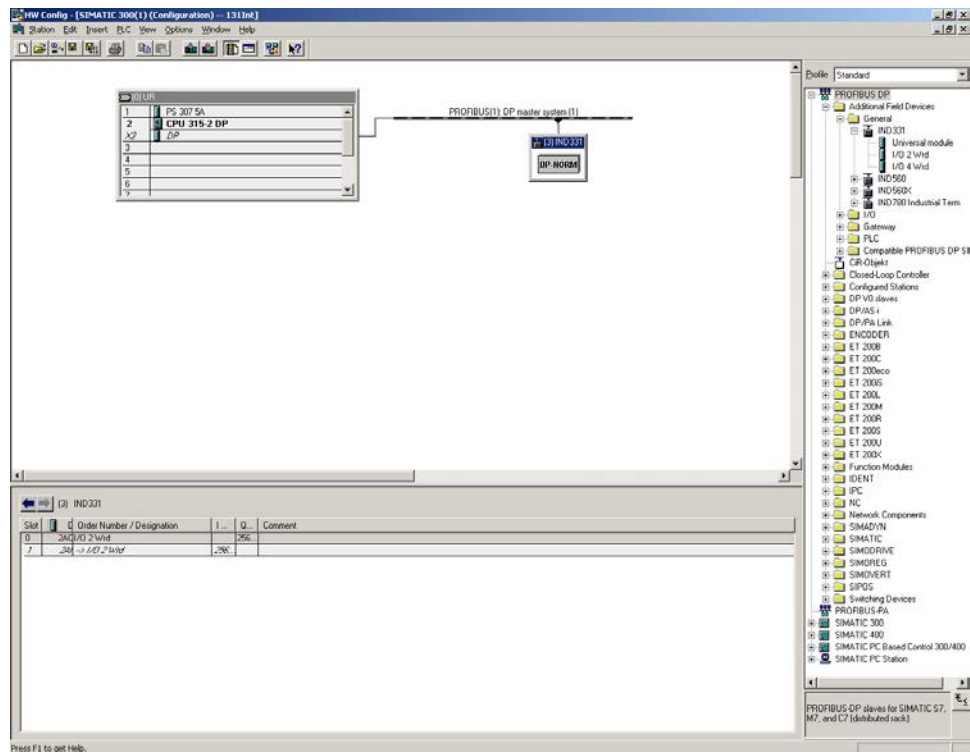 HW Config - [SIMATIC 300(1) (Configuration) -- 131Int]
Station Edit Insert PLC View Options Window Help
(0) UR
1 PS 307 5A
2 CPU 315-2 DP
X2 DP
3
4
5
6
7
PROFIBUS(1): DP master system (1)
(3) IND331
DP-NORM
(3) IND331
Slot Order Number / Designation I... Q... Comment
0 I/O 2 Wrd 256...
1 -> I/O 2 Wrd 256...
Profile Standard
PROFIBUS DP
Additional Field Devices
General
IND331
Universal module
I/O 2 Wrd
I/O 4 Wrd
IND560
IND560X
IND780 Industrial Term
I/O
Gateway
PLC
Compatible PROFIBUS DP
CiR-Objekt
Closed-Loop Controller
Configured Stations
DP V0 slaves
DP/AS-i
DP/PA Link
ENCODER
ET 200B
ET 200C
ET 200eco
ET 200iS
ET 200L
ET 200M
ET 200R
ET 200S
ET 200U
ET 200X
Function Modules
IDENT
IPC
NC
Network Components
SIMADYN
SIMATIC
SIMODRIVE
SIMOREG
SIMOVERT
SIPOS
Switching Devices
PROFIBUS-PA
SIMATIC 300
SIMATIC 400
SIMATIC PC Based Control 300/400
SIMATIC PC Station
PROFIBUS-DP slaves for SIMATIC S7,
M7, and C7 (distributed rack)
Press F1 to get Help.